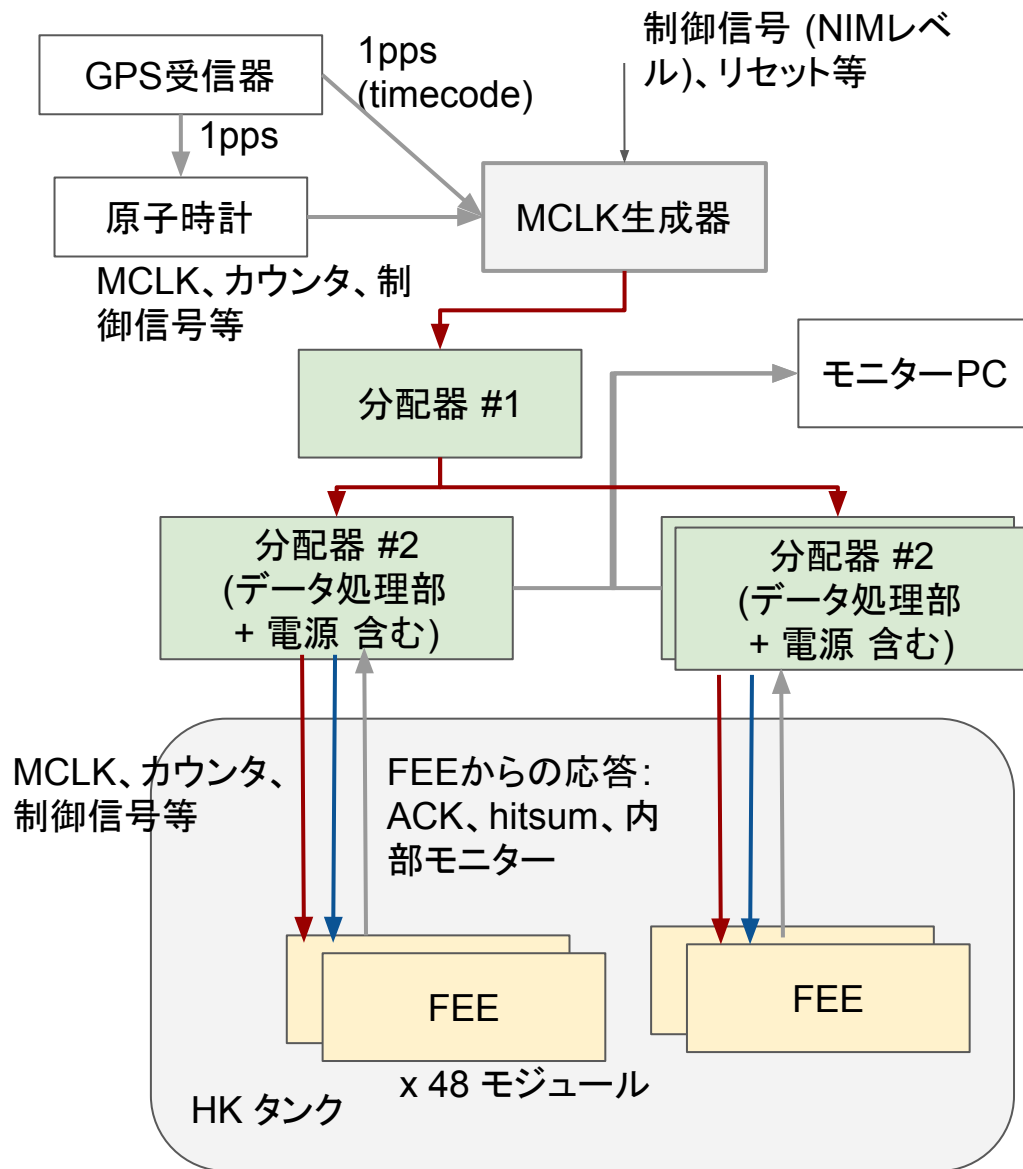 制御信号 (NIMレベ
ル)、リセット等
1pps
(timecode)
GPS受信器
1pps
原子時計
MCLK生成器
MCLK、カウンタ、制
御信号等
モニターPC
分配器 #1
分配器 #2
(データ処理部
+ 電源 含む)
分配器 #2
(データ処理部
+ 電源 含む)
MCLK、カウンタ、
制御信号等
FEEからの応答:
ACK、hitsum、内
部モニター
FEE
FEE
x 48 モジュール
HK タンク